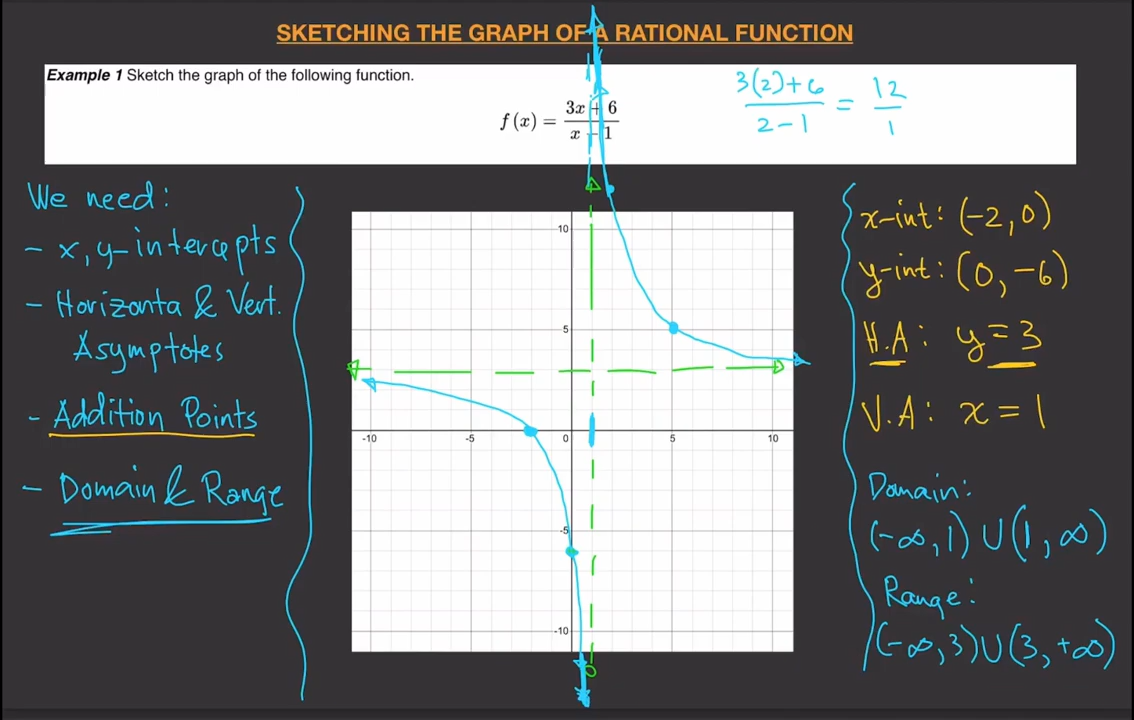 SKETCHING THE GRAPH OF A RATIONAL FUNCTION
Example 1 Sketch the graph of the following function.
f(x) = (3x + 6)/(x − 1)
(3(2)+6)/(2−1) = 12/1
We need:
- x, y-intercepts
- Horizonta & Vert.
Asymptotes
- Addition Points
- Domain & Range
10
5
-10 -5 0 5 10
-5
-10
x-int: (-2, 0)
y-int: (0, -6)
H.A: y = 3
V.A: x = 1
Domain:
(-∞, 1) ∪ (1, ∞)
Range:
(-∞, 3) ∪ (3, +∞)